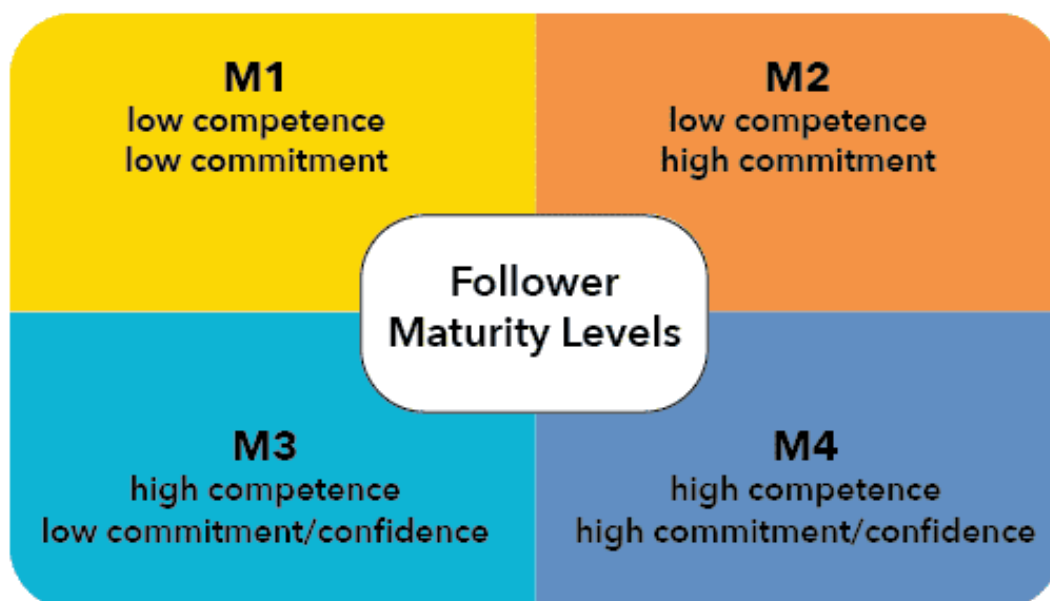 M1
low competence
low commitment
M2
low competence
high commitment
Follower
Maturity Levels
M3
high competence
low commitment/confidence
M4
high competence
high commitment/confidence